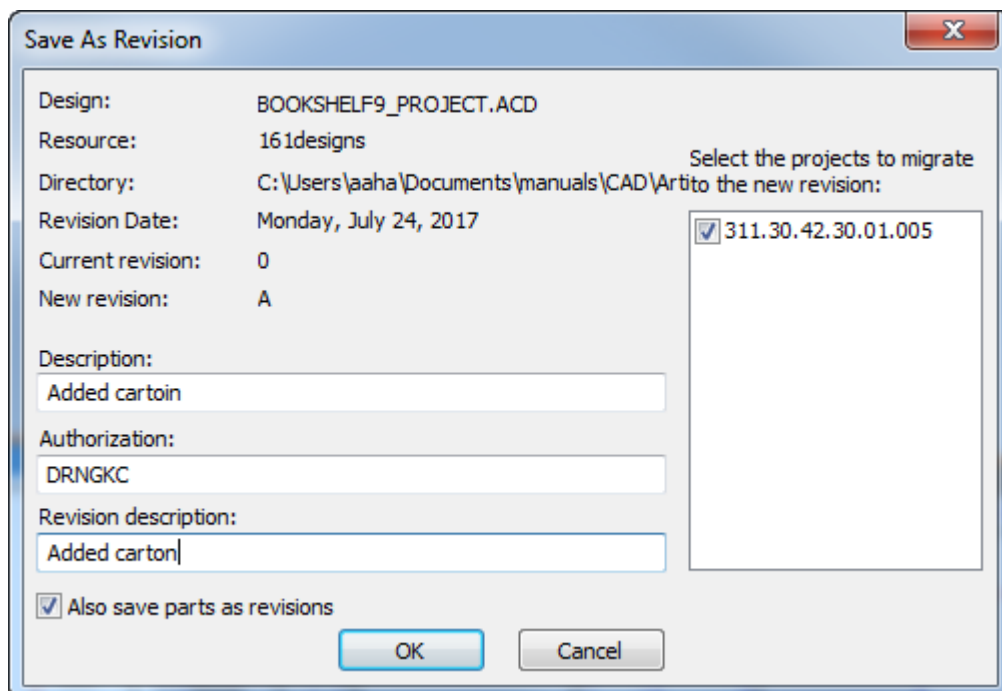 Save As Revision
Design: BOOKSHELF9_PROJECT.ACD
Resource: 161designs
Directory: C:\Users\aaha\Documents\manuals\CAD\Arti
Revision Date: Monday, July 24, 2017
Current revision: 0
New revision: A
Description:
Added cartoin
Authorization:
DRNGKC
Revision description:
Added carton
Also save parts as revisions
Select the projects to migrate
to the new revision:
311.30.42.30.01.005
OK Cancel